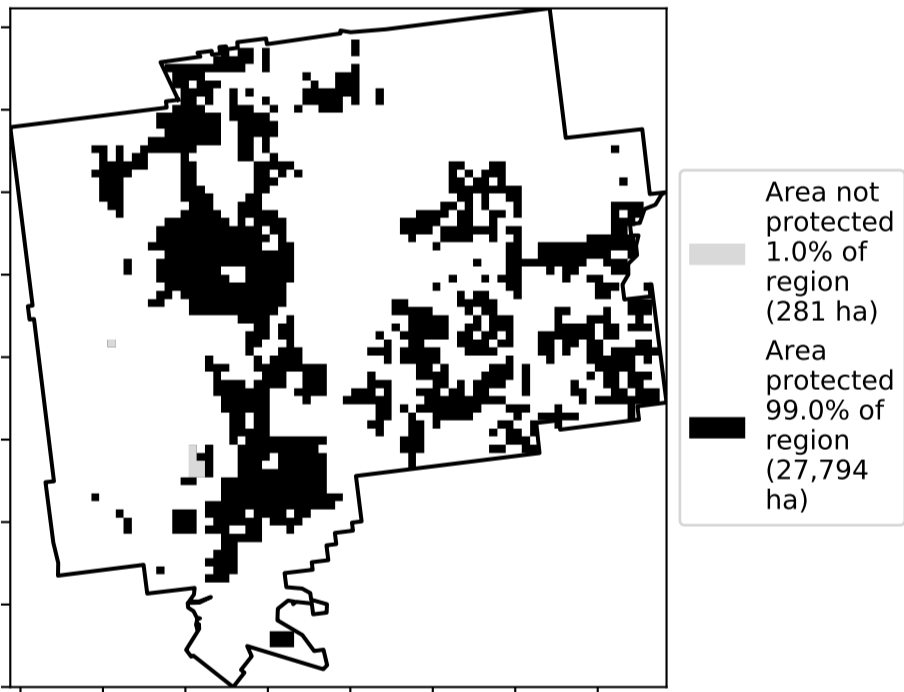 Area not
protected
1.0% of
region
(281 ha)
Area
protected
99.0% of
region
(27,794
ha)